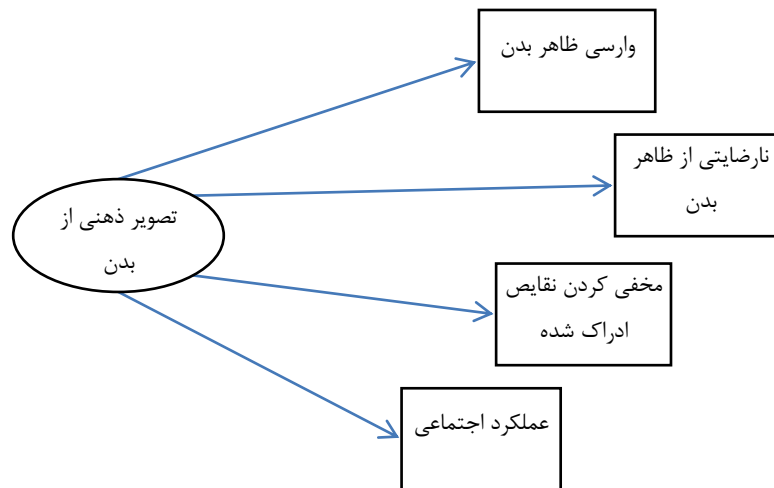 وارسی ظاهر بدن
نارضایتی از ظاهر
بدن
تصویر ذهنی از
بدن
مخفی کردن نقایص
ادراک شده
عملکرد اجتماعی